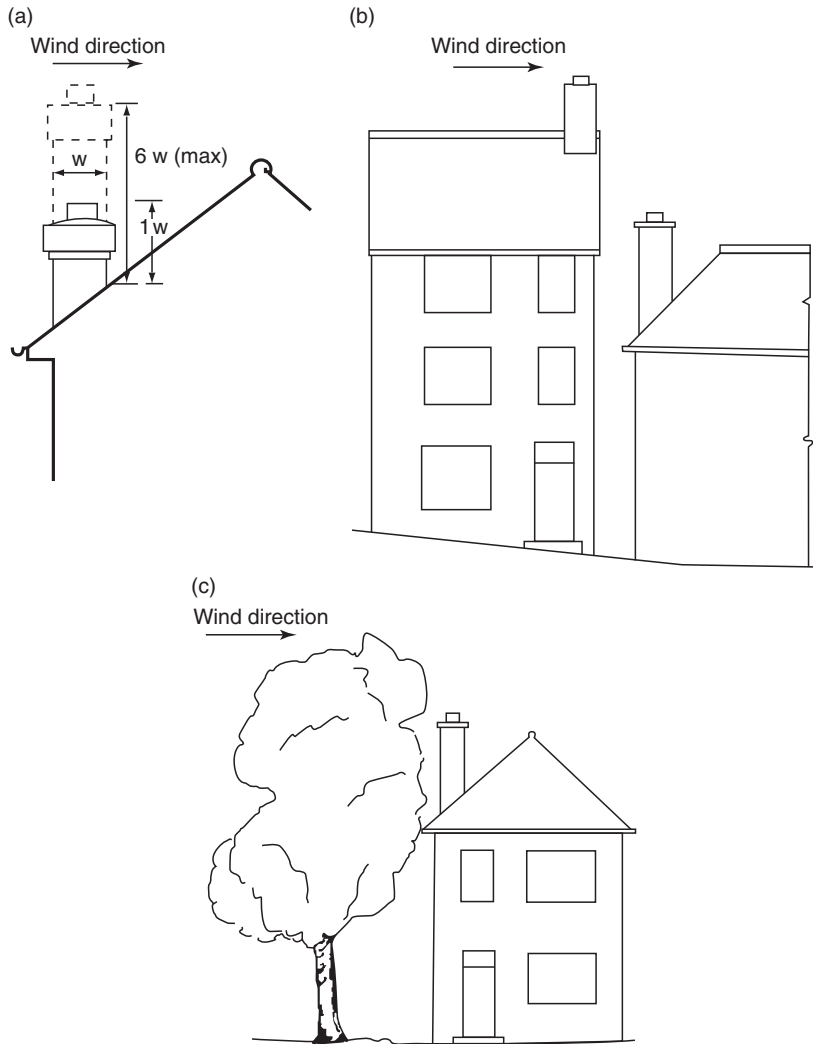 (a)
Wind direction
w
6 w (max)
1 w
(b)
Wind direction
(c)
Wind direction